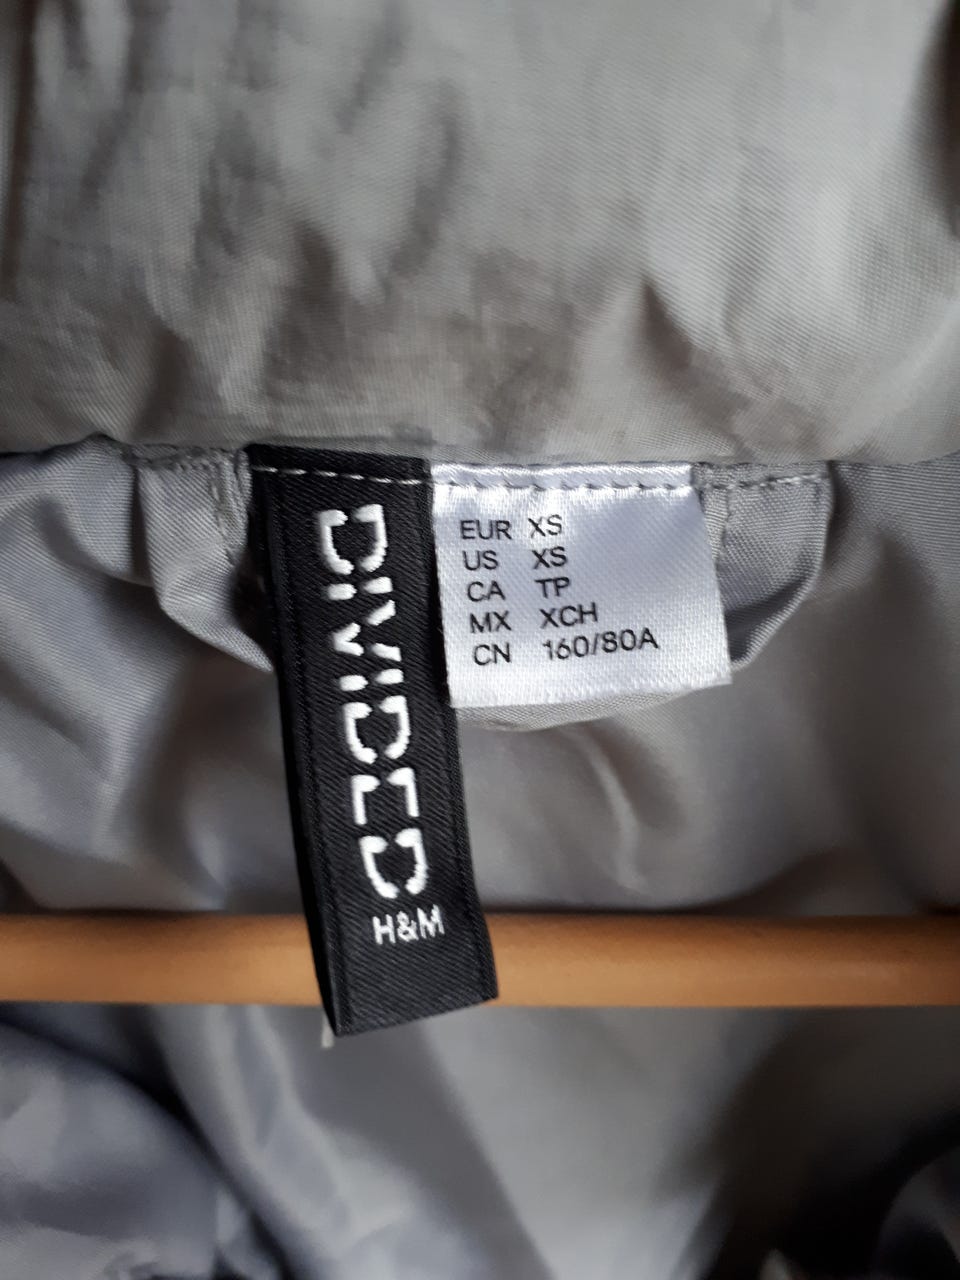 DIVIDED
H&M
EUR XS
US XS
CA TP
MX XCH
CN 160/80A